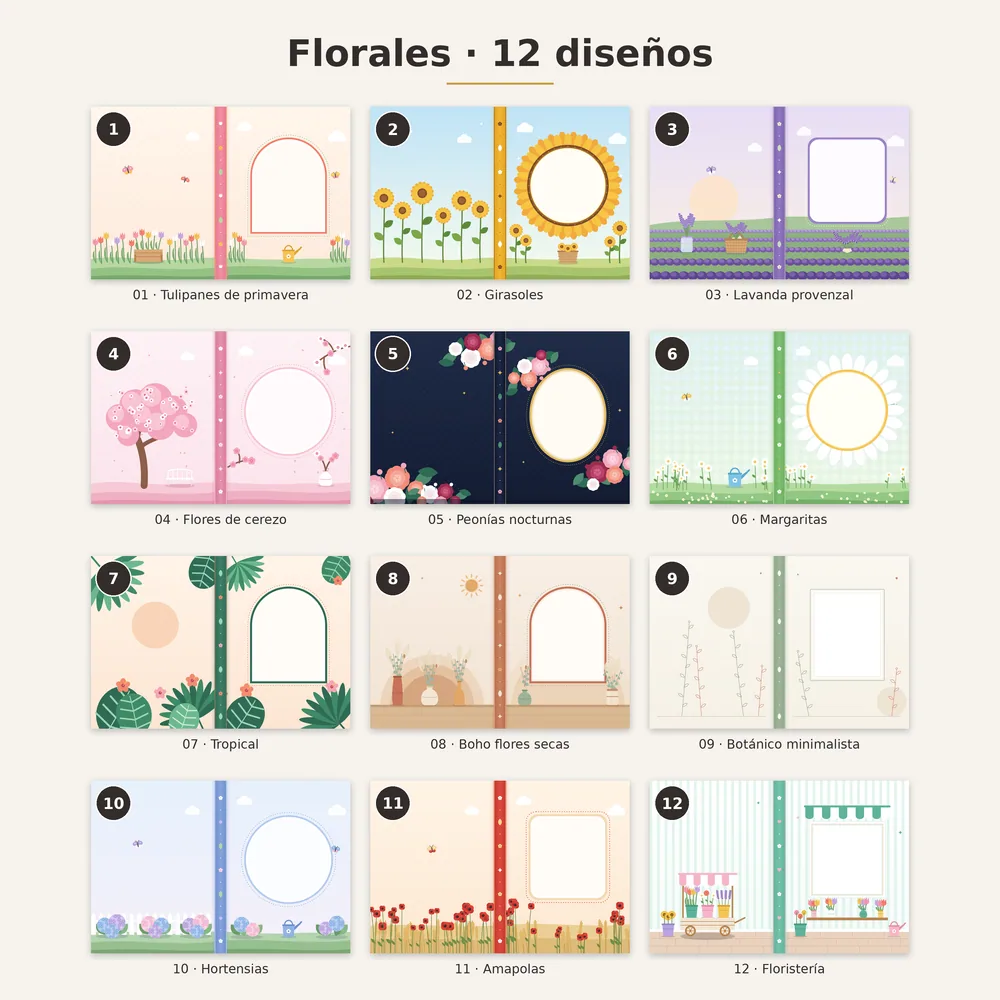 Florales · 12 diseños
1
2
3
01 · Tulipanes de primavera
02 · Girasoles
03 · Lavanda provenzal
4
5
6
04 · Flores de cerezo
05 · Peonías nocturnas
06 · Margaritas
7
8
9
07 · Tropical
08 · Boho flores secas
09 · Botánico minimalista
10
11
12
10 · Hortensias
11 · Amapolas
12 · Floristería